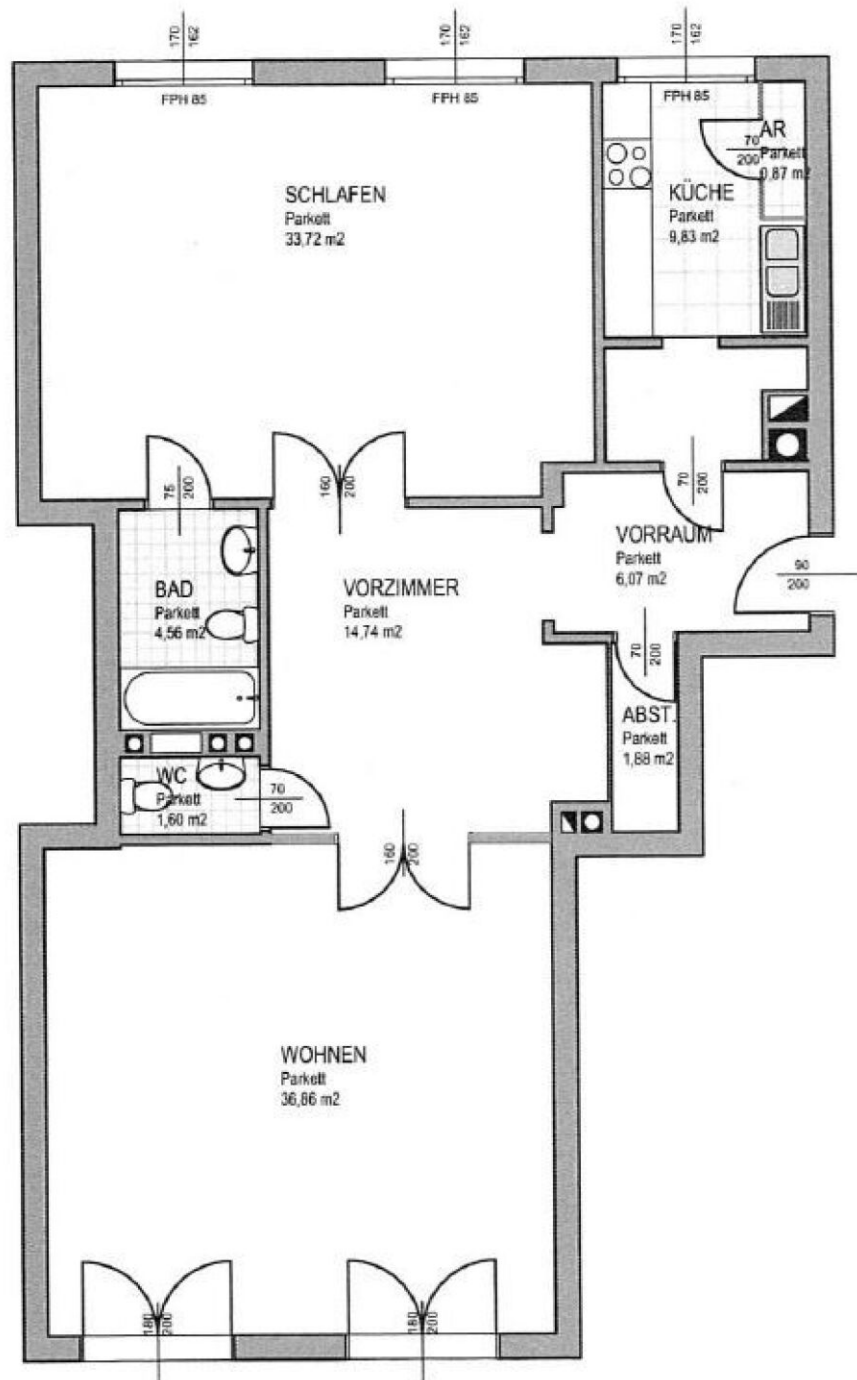 170
162
170
162
170
162
FPH 85
FPH 85
FPH 85
AR
Parkett
0,87 m2
70
200
SCHLAFEN
Parkett
33,72 m2
KÜCHE
Parkett
9,83 m2
75
200
160
200
70
200
VORRAUM
Parkett
6,07 m2
90
200
BAD
Parkett
4,56 m2
VORZIMMER
Parkett
14,74 m2
70
200
ABST.
Parkett
1,88 m2
WC
Parkett
1,60 m2
70
200
160
200
WOHNEN
Parkett
36,86 m2
180
200
180
200